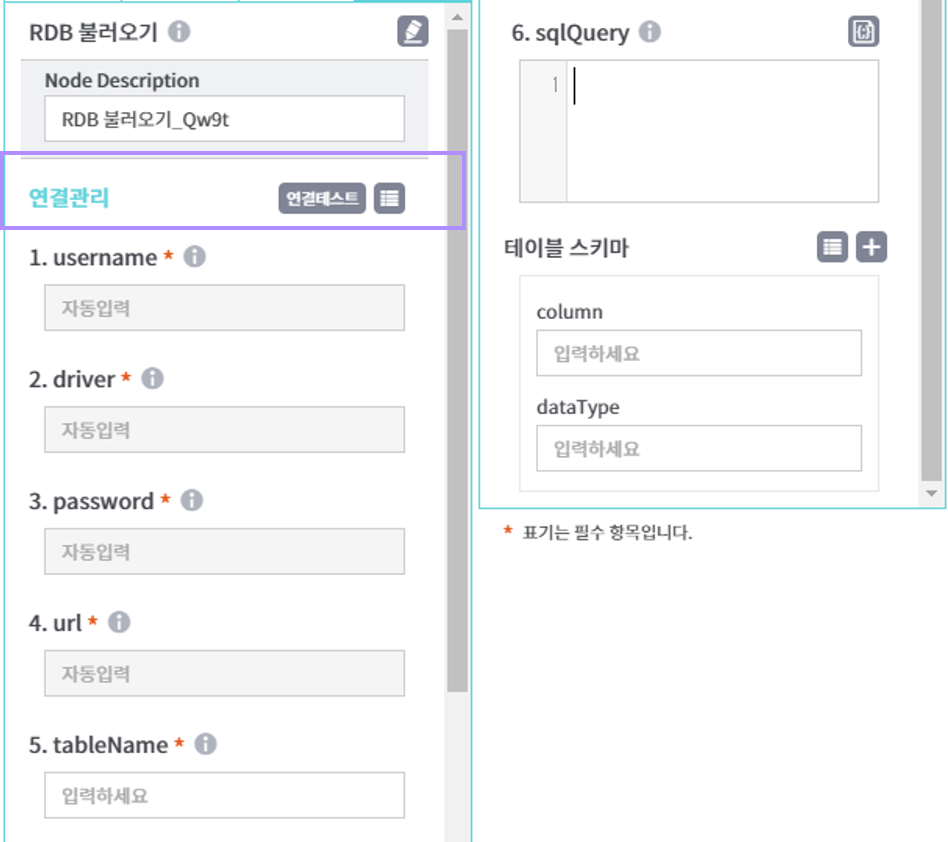 RDB 불러오기
Node Description
RDB 불러오기_Qw9t
연결관리
연결테스트
1. username *
자동입력
2. driver *
자동입력
3. password *
자동입력
4. url *
자동입력
5. tableName *
입력하세요
6. sqlQuery
1
테이블 스키마
column
입력하세요
dataType
입력하세요
* 표기는 필수 항목입니다.